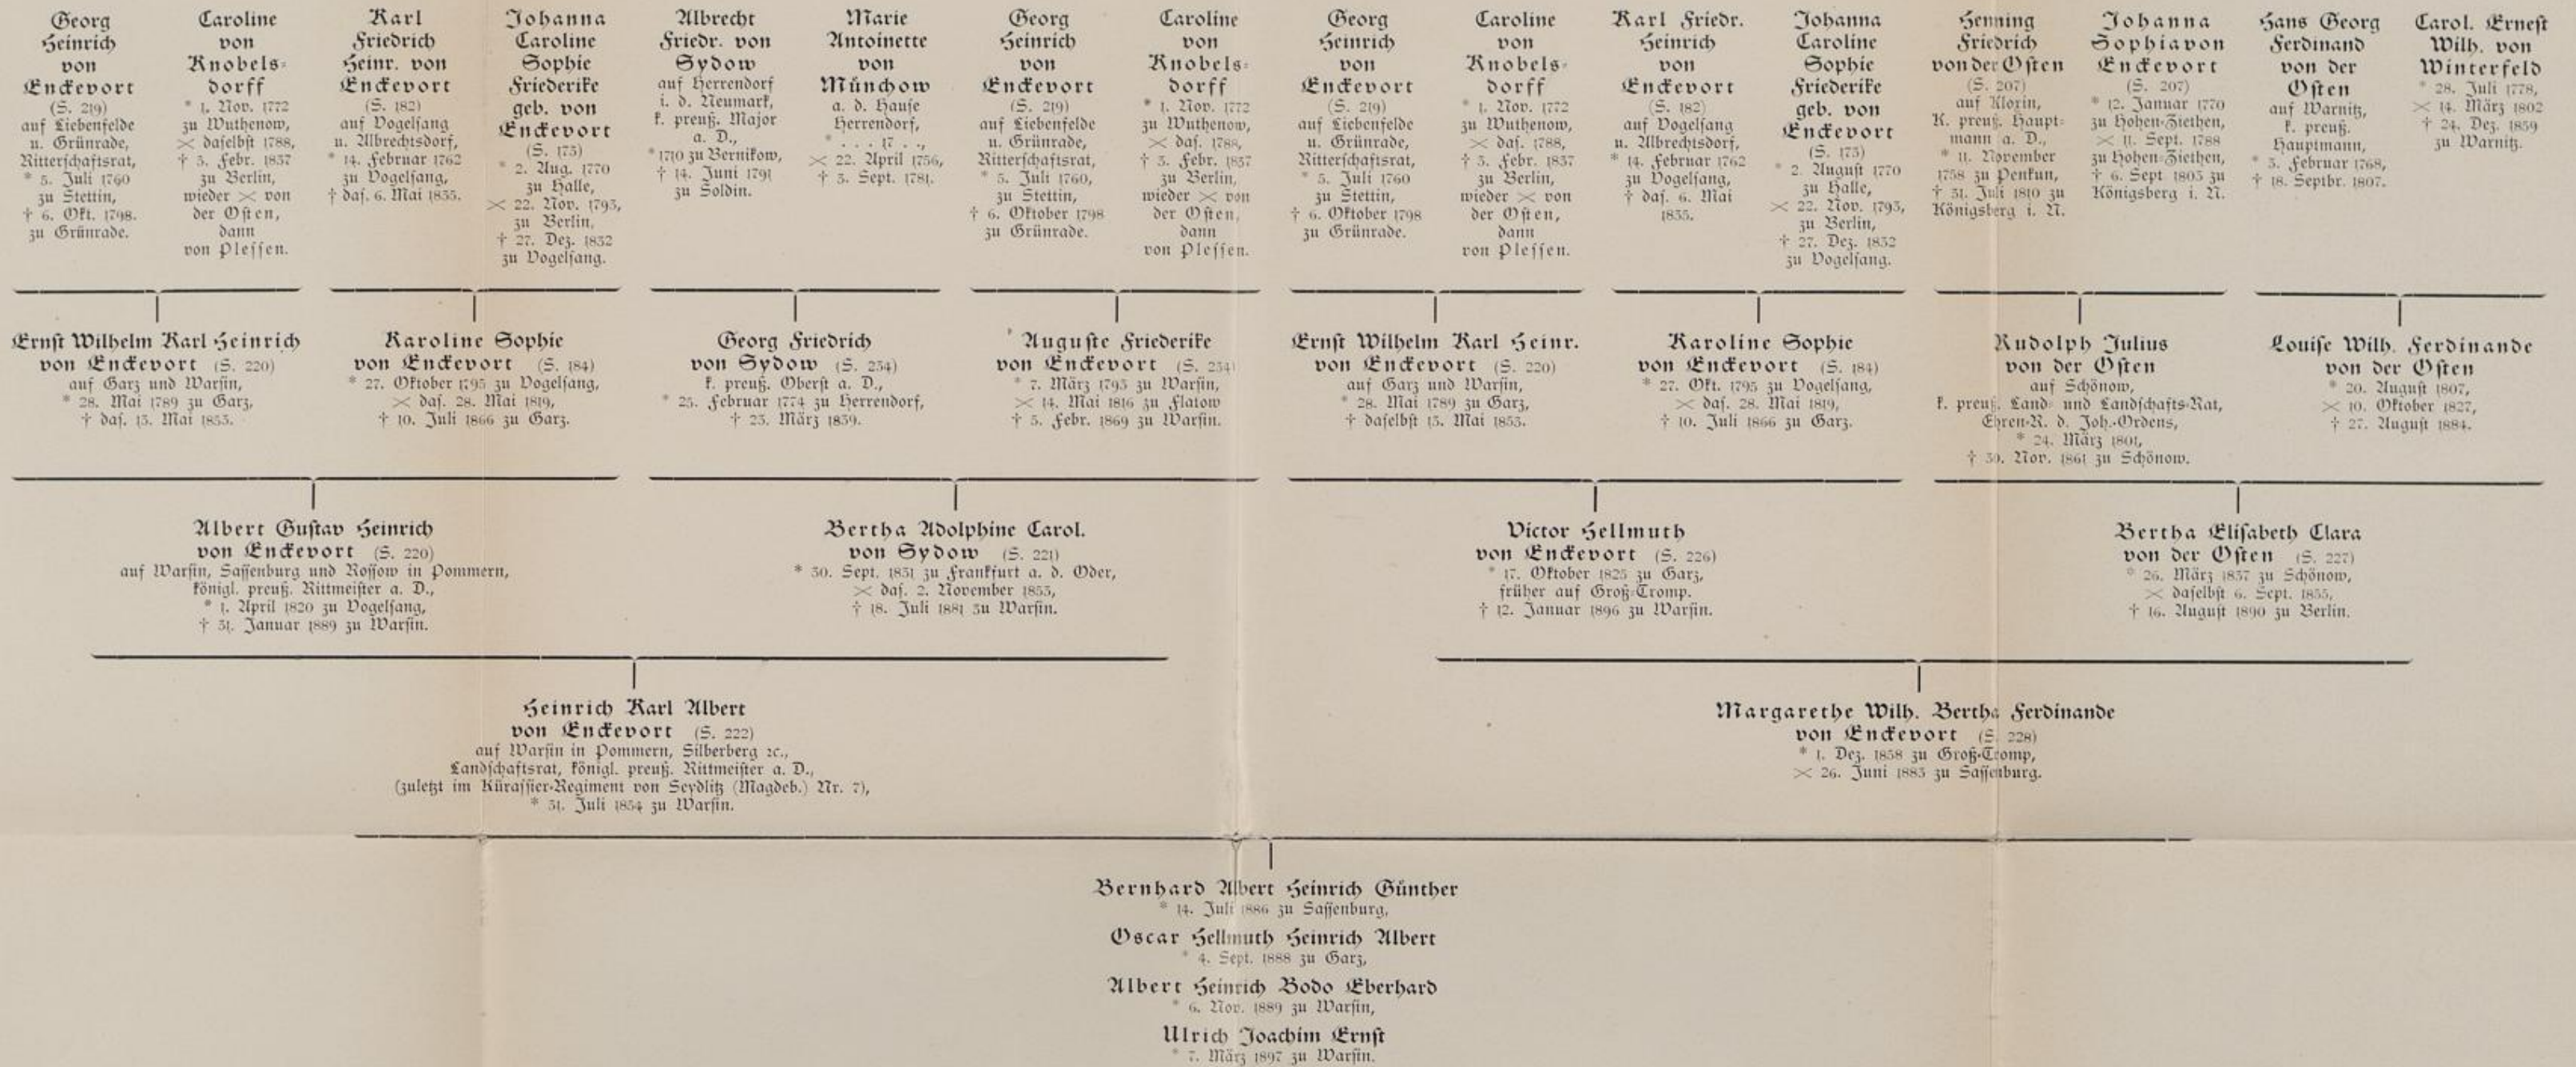 Georg
Heinrich
von
Enckevort
(S. 219)
auf Liebenfelde
u. Grünrade,
Ritterschaftsrat,
* 5. Juli 1760
zu Stettin,
† 6. Okt. 1798.
zu Grünrade.
Caroline
von
Knobels-
dorff
* 1. Nov. 1772
zu Wuthenow,
⚔ daselbst 1788,
† 3. Febr. 1837
zu Berlin,
wieder ⚔ von
der Osten,
dann
von Plessen.
Karl
Friedrich
Heinr. von
Enckevort
(S. 182)
auf Vogelsang
u. Albrechtsdorf,
* 14. Februar 1762
zu Vogelsang,
† das. 6. Mai 1835.
Johanna
Caroline
Sophie
Friederike
geb. von
Enckevort
(S. 175)
* 2. Aug. 1770
zu Halle,
⚔ 22. Nov. 1793,
zu Berlin,
† 27. Dez. 1832
zu Vogelsang.
Albrecht
Friedr. von
Sydow
auf Herrendorf
i. d. Neumark,
k. preuß. Major
a. D.,
* 1710 zu Bernikow,
† 14. Juni 1791
zu Soldin.
Marie
Antoinette
von
Münchow
a. d. Hause
Herrendorf,
* . . . 17 . .,
⚔ 22. April 1756,
† 3. Sept. 1781.
Georg
Heinrich
von
Enckevort
(S. 219)
auf Liebenfelde
u. Grünrade,
Ritterschaftsrat,
* 5. Juli 1760,
zu Stettin,
† 6. Oktober 1798
zu Grünrade.
Caroline
von
Knobels-
dorff
* 1. Nov. 1772
zu Wuthenow,
⚔ das. 1788,
† 3. Febr. 1837
zu Berlin,
wieder ⚔ von
der Osten,
dann
von Plessen.
Georg
Heinrich
von
Enckevort
(S. 219)
auf Liebenfelde
u. Grünrade,
Ritterschaftsrat,
* 5. Juli 1760
zu Stettin,
† 6. Oktober 1798
zu Grünrade.
Caroline
von
Knobels-
dorff
* 1. Nov. 1772
zu Wuthenow,
⚔ das. 1788,
† 3. Febr. 1837
zu Berlin,
wieder ⚔ von
der Osten,
dann
von Plessen.
Karl Friedr.
Heinrich
von
Enckevort
(S. 182)
auf Vogelsang
u. Albrechtsdorf,
* 14. Februar 1762
zu Vogelsang,
† das. 6. Mai
1835.
Johanna
Caroline
Sophie
Friederike
geb. von
Enckevort
(S. 175)
* 2. August 1770
zu Halle,
⚔ 22. Nov. 1793,
zu Berlin,
† 27. Dez. 1832
zu Vogelsang.
Henning
Friedrich
von der Osten
(S. 207)
auf Klorin,
K. preuß. Haupt-
mann a. D.,
* 11. November
1758 zu Penkun,
† 31. Juli 1810 zu
Königsberg i. N.
Johanna
Sophia von
Enckevort
(S. 207)
* 12. Januar 1770
zu Hohen-Ziethen,
⚔ 11. Sept. 1788
zu Hohen-Ziethen,
† 6. Sept 1803 zu
Königsberg i. N.
Hans Georg
Ferdinand
von der
Osten
auf Warnitz,
k. preuß.
Hauptmann,
* 3. Februar 1768,
† 18. Septbr. 1807.
Carol. Ernest
Wilh. von
Winterfeld
* 28. Juli 1778,
⚔ 14. März 1802
† 24. Dez. 1859
zu Warnitz.
Ernst Wilhelm Karl Heinrich
von Enckevort (S. 220)
auf Garz und Warsin,
* 28. Mai 1789 zu Garz,
† das. 13. Mai 1853.
Karoline Sophie
von Enckevort (S. 184)
* 27. Oktober 1795 zu Vogelsang,
⚔ das. 28. Mai 1819,
† 10. Juli 1866 zu Garz.
Georg Friedrich
von Sydow (S. 234)
k. preuß. Oberst a. D.,
* 25. Februar 1774 zu Herrendorf,
† 23. März 1839.
Auguste Friederike
von Enckevort (S. 234)
* 7. März 1793 zu Warsin,
⚔ 14. Mai 1816 zu Flatow
† 5. Febr. 1869 zu Warsin.
Ernst Wilhelm Karl Heinr.
von Enckevort (S. 220)
auf Garz und Warsin,
* 28. Mai 1789 zu Garz,
† daselbst 13. Mai 1853.
Karoline Sophie
von Enckevort (S. 184)
* 27. Okt. 1795 zu Vogelsang,
⚔ das. 28. Mai 1819,
† 10. Juli 1866 zu Garz.
Rudolph Julius
von der Osten
auf Schönow,
k. preuß. Land- und Landschafts-Rat,
Ehren-R. d. Joh.-Ordens,
* 24. März 1801,
† 30. Nov. 1861 zu Schönow.
Louise Wilh. Ferdinande
von der Osten
* 20. August 1807,
⚔ 10. Oktober 1827,
† 27. August 1884.
Albert Gustav Heinrich
von Enckevort (S. 220)
auf Warsin, Sassenburg und Rossow in Pommern,
königl. preuß. Rittmeister a. D.,
* 1. April 1820 zu Vogelsang,
† 31. Januar 1889 zu Warsin.
Bertha Adolphine Carol.
von Sydow (S. 221)
* 30. Sept. 1831 zu Frankfurt a. d. Oder,
⚔ das. 2. November 1853,
† 18. Juli 1881 zu Warsin.
Victor Hellmuth
von Enckevort (S. 226)
* 17. Oktober 1825 zu Garz,
früher auf Groß-Tromp.
† 12. Januar 1896 zu Warsin.
Bertha Elisabeth Clara
von der Osten (S. 227)
* 26. März 1837 zu Schönow,
⚔ daselbst 6. Sept. 1855,
† 16. August 1890 zu Berlin.
Heinrich Karl Albert
von Enckevort (S. 222)
auf Warsin in Pommern, Silberberg ꝛc.,
Landschaftsrat, königl. preuß. Rittmeister a. D.,
(zuletzt im Kürassier-Regiment von Seydlitz (Magdeb.) Nr. 7),
* 31. Juli 1854 zu Warsin.
Margarethe Wilh. Bertha Ferdinande
von Enckevort (S. 228)
* 1. Dez. 1858 zu Groß-Tromp,
⚔ 26. Juni 1883 zu Sassenburg.
Bernhard Albert Heinrich Günther
* 14. Juli 1886 zu Sassenburg,
Oscar Hellmuth Heinrich Albert
* 4. Sept. 1888 zu Garz,
Albert Heinrich Bodo Eberhard
* 6. Nov. 1889 zu Warsin,
Ulrich Joachim Ernst
* 7. März 1897 zu Warsin.